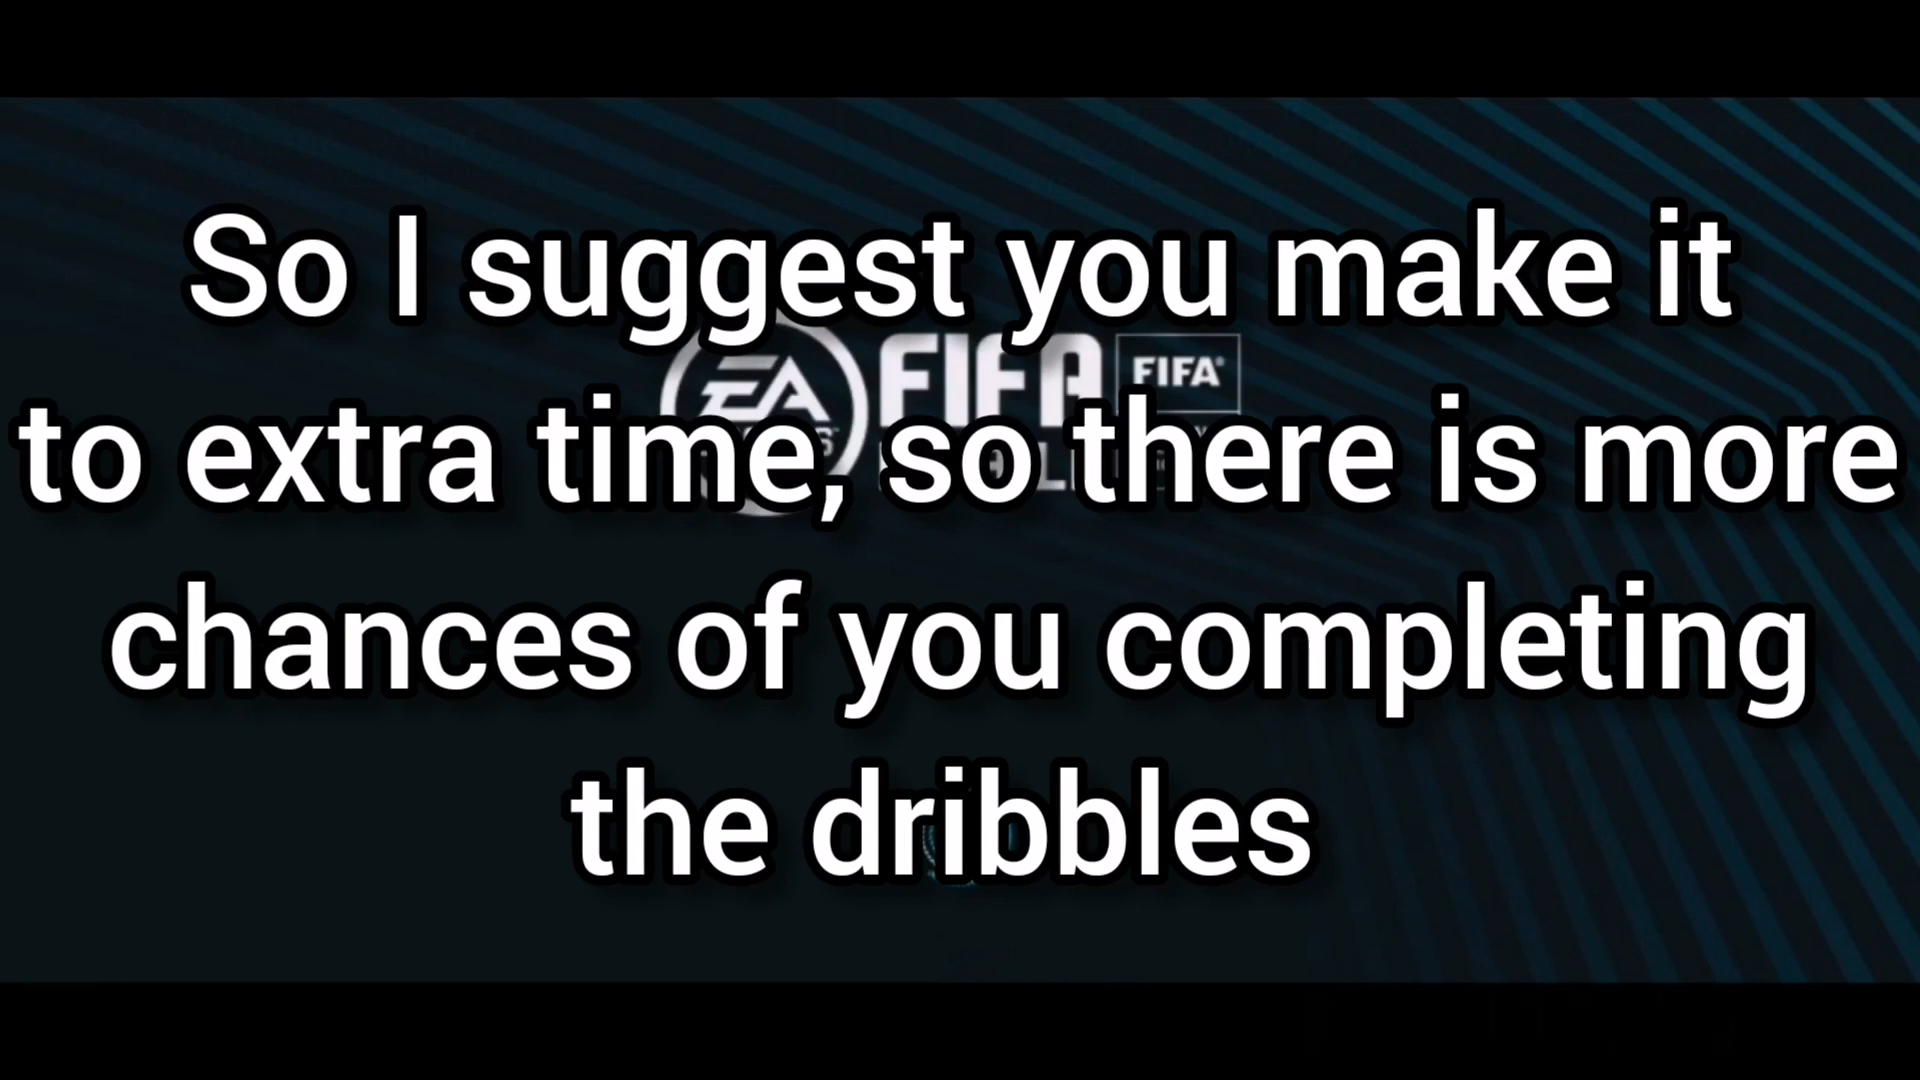 So I suggest you make it
FIFA
FIFA
EA
to extra time, so there is more
chances of you completing
the dribbles